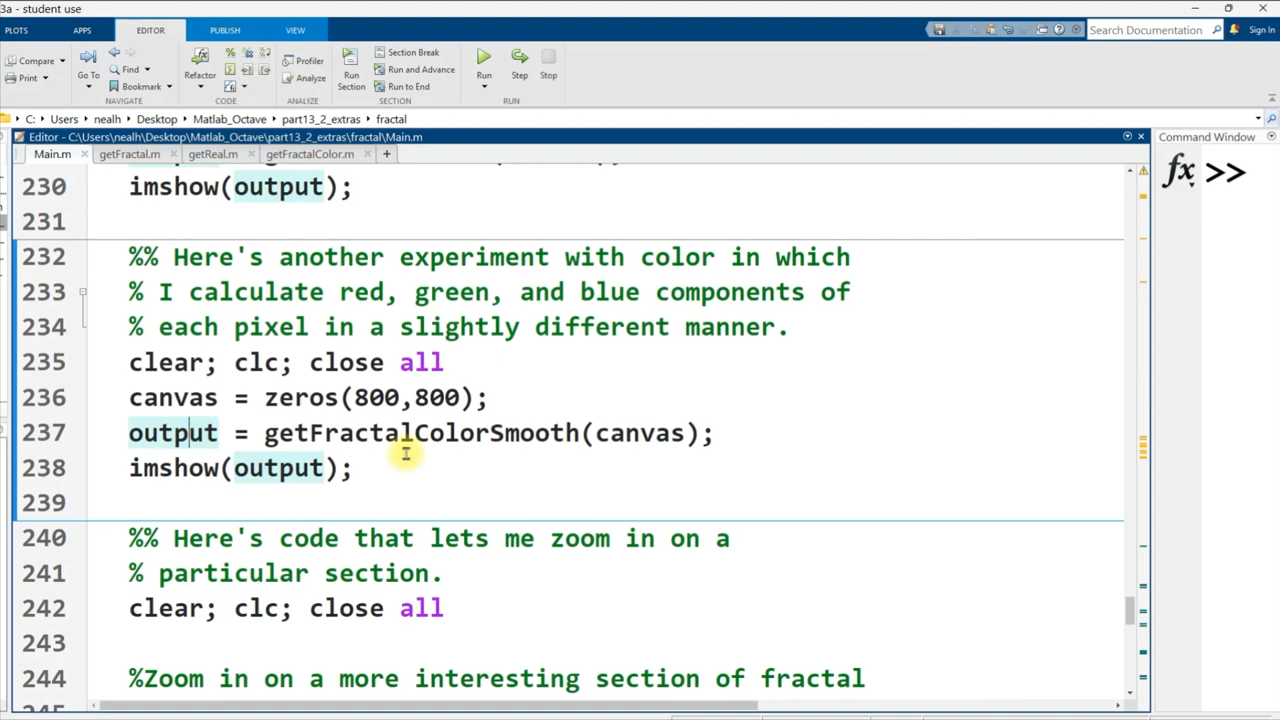 3a - student use
PLOTS APPS EDITOR PUBLISH VIEW Search Documentation Sign In
Compare Print
Go To Find Bookmark
NAVIGATE
Refactor
CODE
Profiler Analyze
ANALYZE
Run Section Section Break Run and Advance Run to End
SECTION
Run Step Stop
RUN
C: Users nealh Desktop Matlab_Octave part13_2_extras fractal
Editor - C:\Users\nealh\Desktop\Matlab_Octave\part13_2_extras\fractal\Main.m
Main.m getFractal.m getReal.m getFractalColor.m +
Command Window
fx >>
230 imshow(output);
231
232 %% Here's another experiment with color in which
233 % I calculate red, green, and blue components of
234 % each pixel in a slightly different manner.
235 clear; clc; close all
236 canvas = zeros(800,800);
237 output = getFractalColorSmooth(canvas);
238 imshow(output);
239
240 %% Here's code that lets me zoom in on a
241 % particular section.
242 clear; clc; close all
243
244 %Zoom in on a more interesting section of fractal